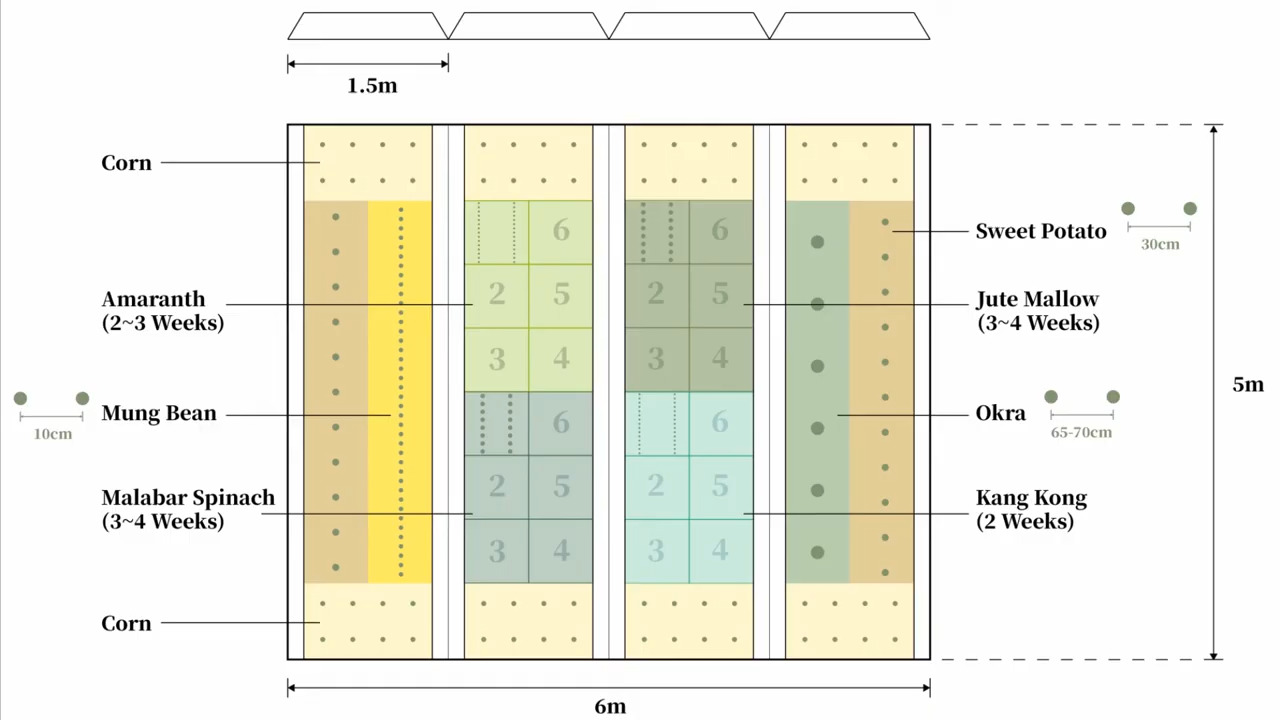 1.5m
Corn
6
6
Sweet Potato
30cm
Amaranth
(2~3 Weeks)
2
5
2
5
Jute Mallow
(3~4 Weeks)
3
4
3
4
5m
Mung Bean
10cm
6
6
Okra
65-70cm
Malabar Spinach
(3~4 Weeks)
2
5
2
5
Kang Kong
(2 Weeks)
3
4
3
4
Corn
6m